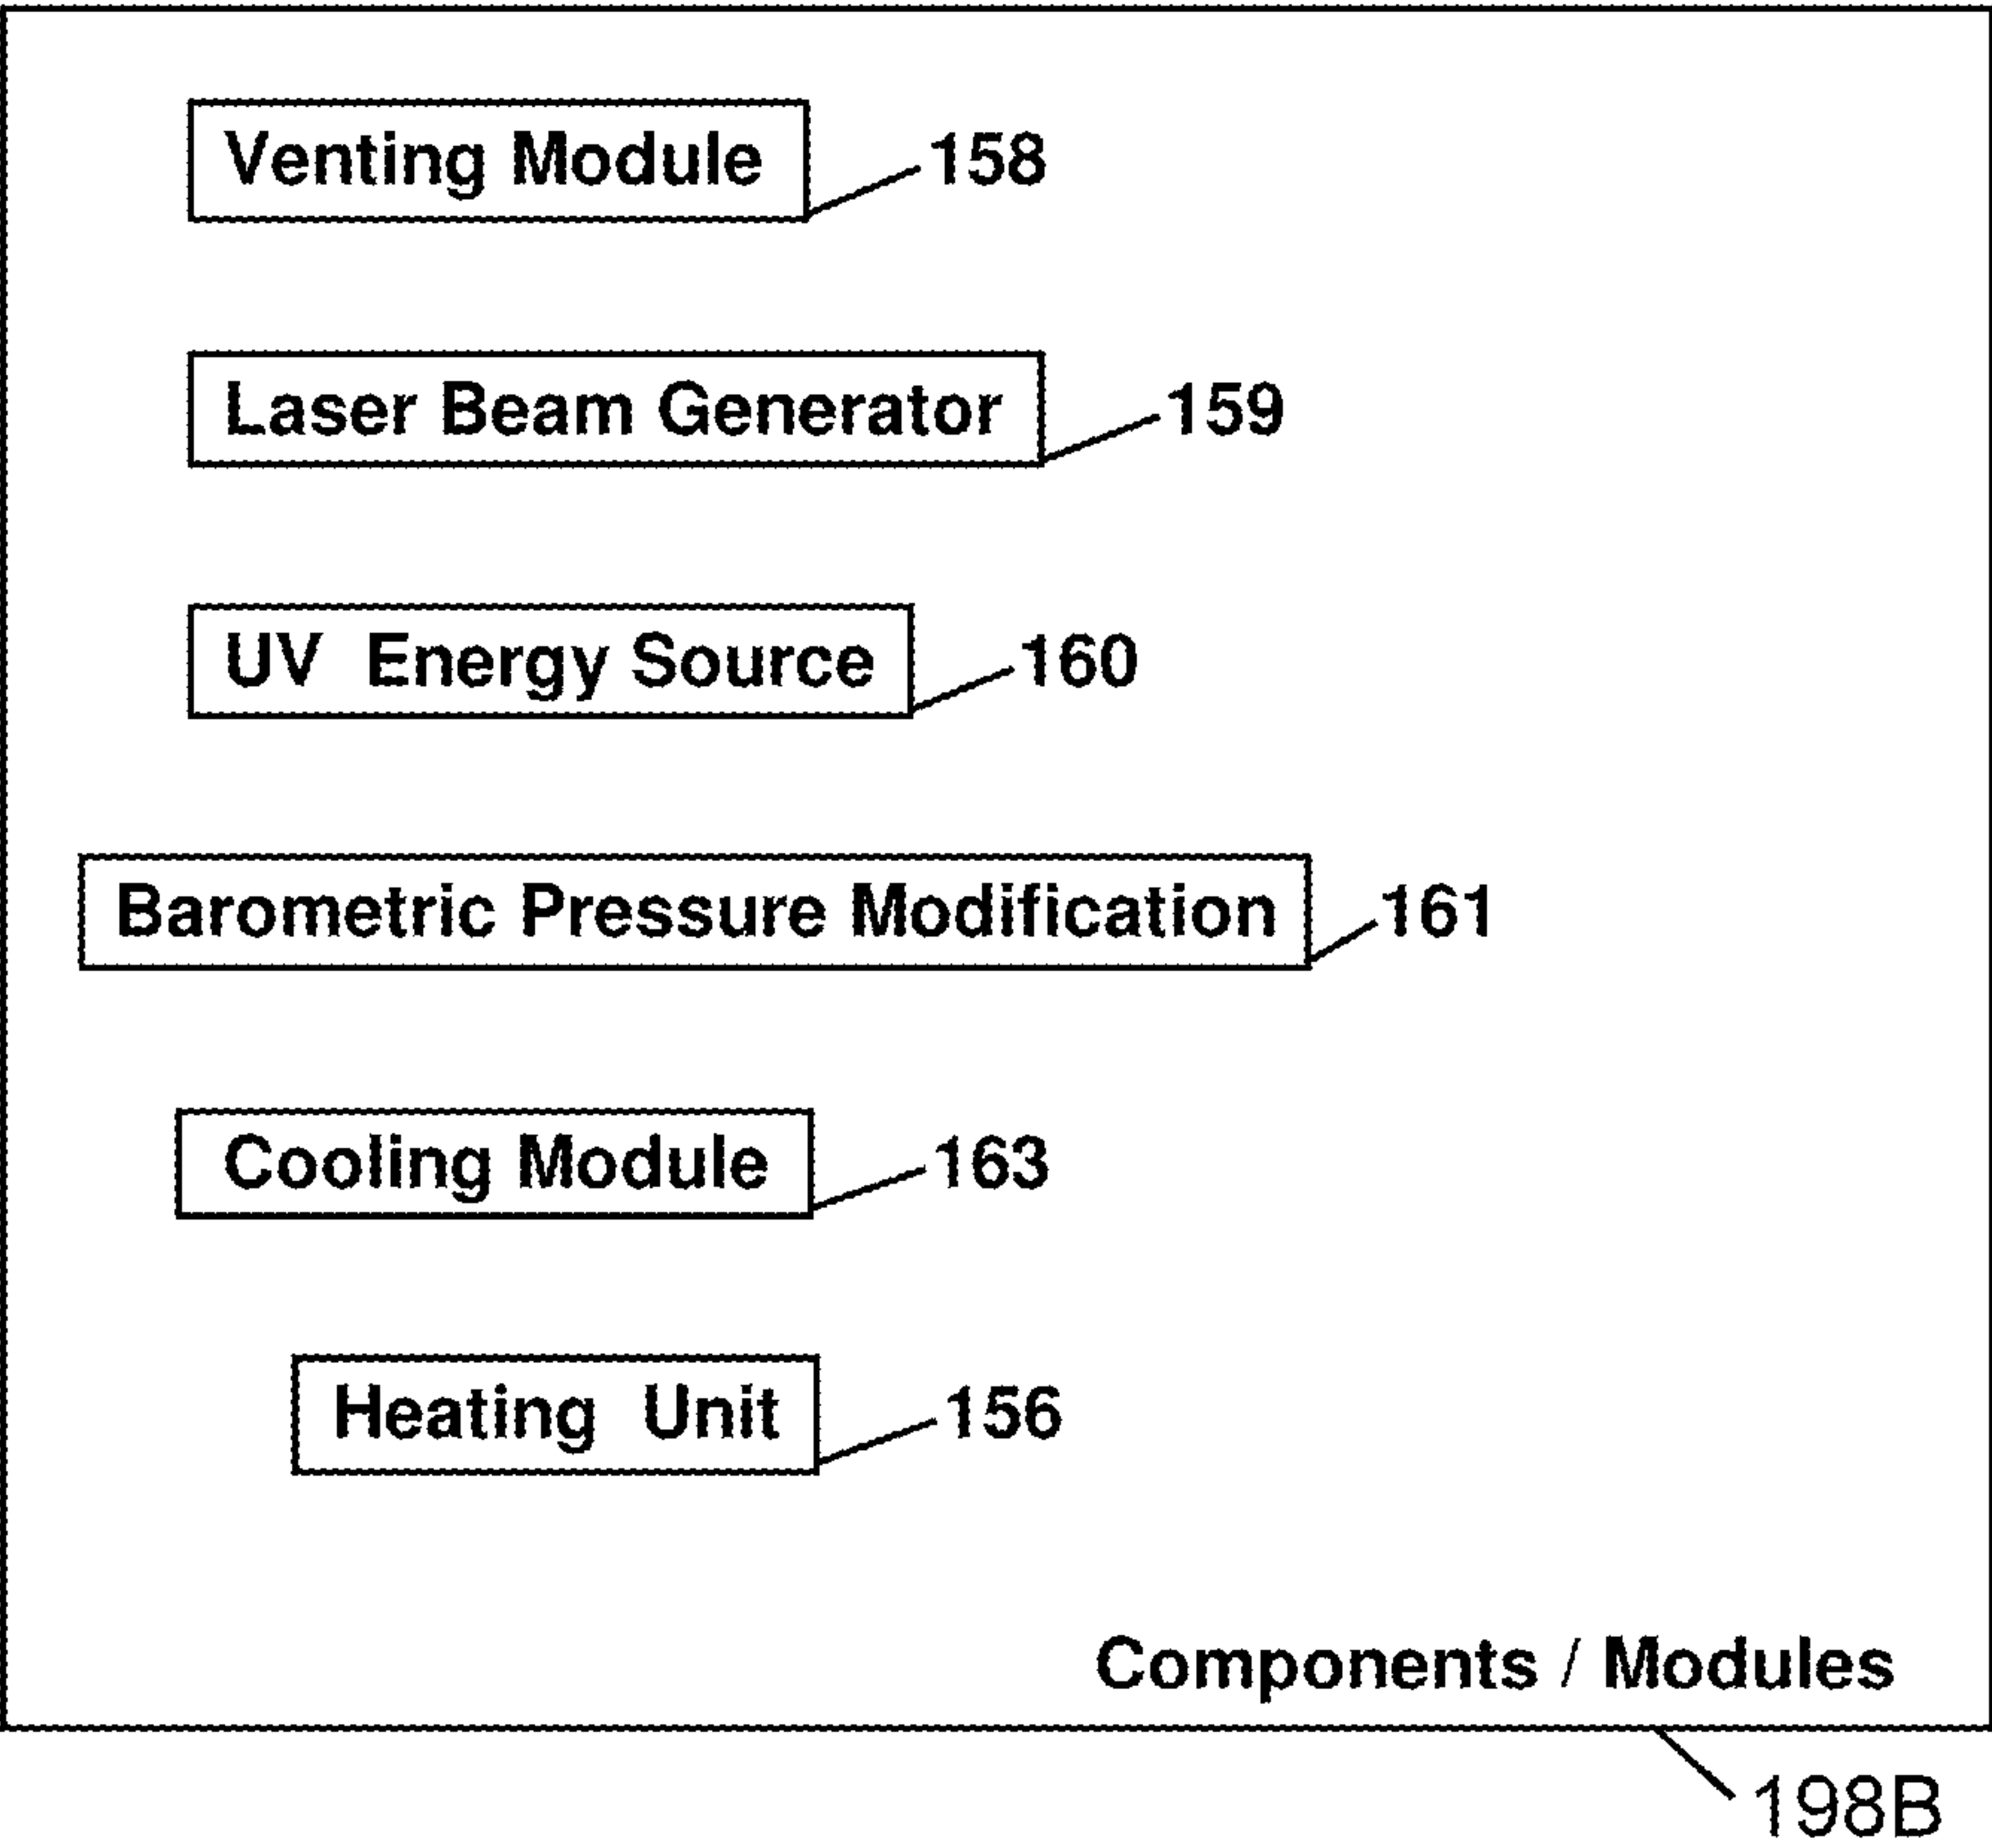 Venting Module 158
Laser Beam Generator 159
UV Energy Source 160
Barometric Pressure Modification 161
Cooling Module 163
Heating Unit 156
Components / Modules
198B